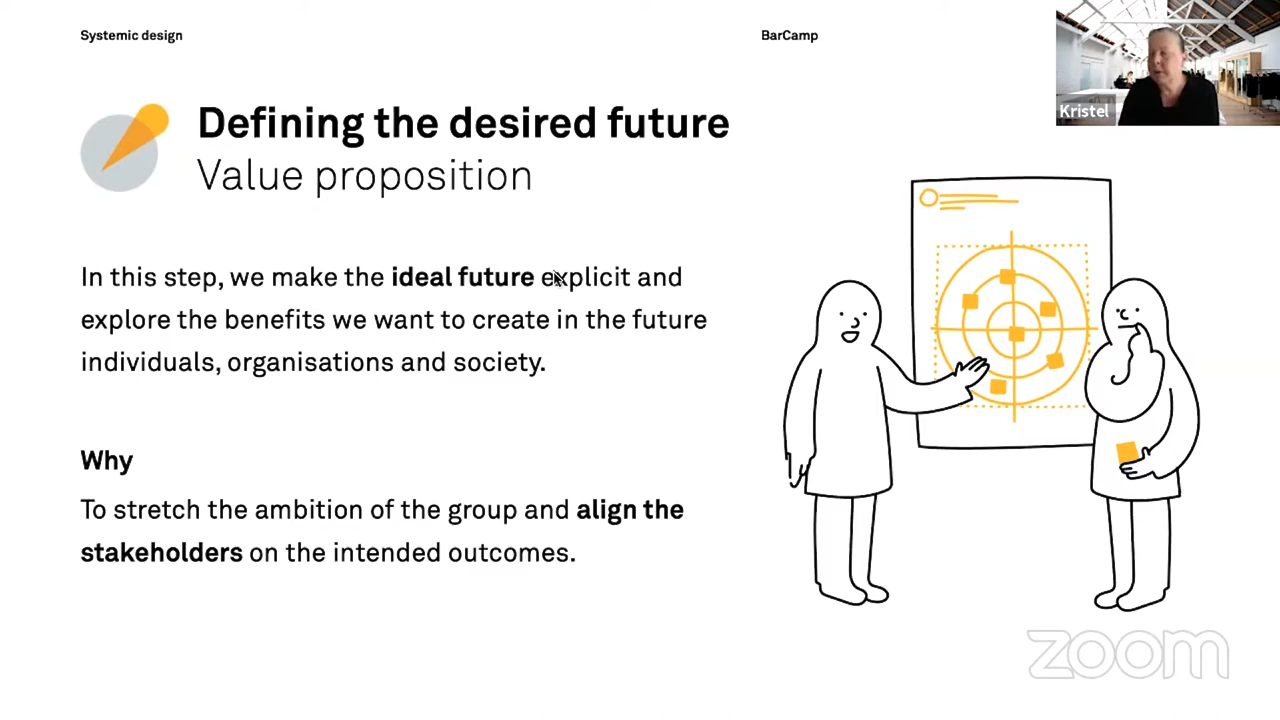 Systemic design
BarCamp
Kristel
Defining the desired future
Value proposition
In this step, we make the ideal future explicit and
explore the benefits we want to create in the future
individuals, organisations and society.
Why
To stretch the ambition of the group and align the
stakeholders on the intended outcomes.
zoom